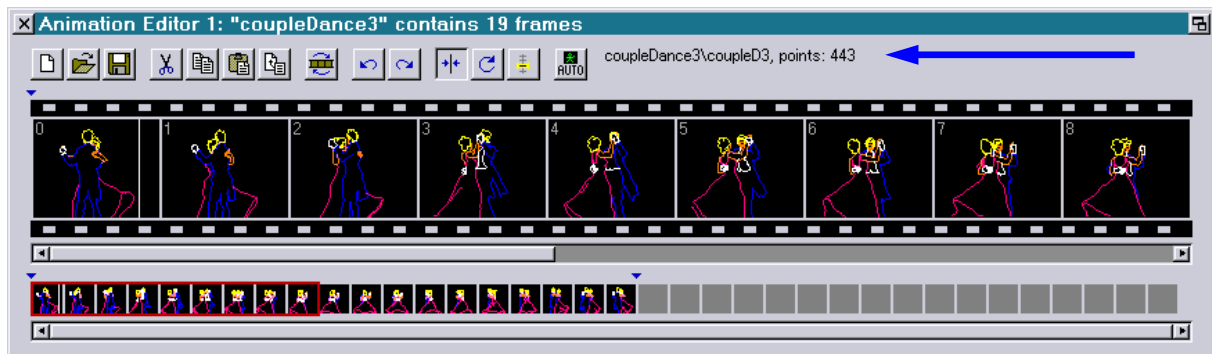 Animation Editor 1: "coupleDance3" contains 19 frames
AUTO
coupleDance3\coupleD3, points: 443
0 1 2 3 4 5 6 7 8